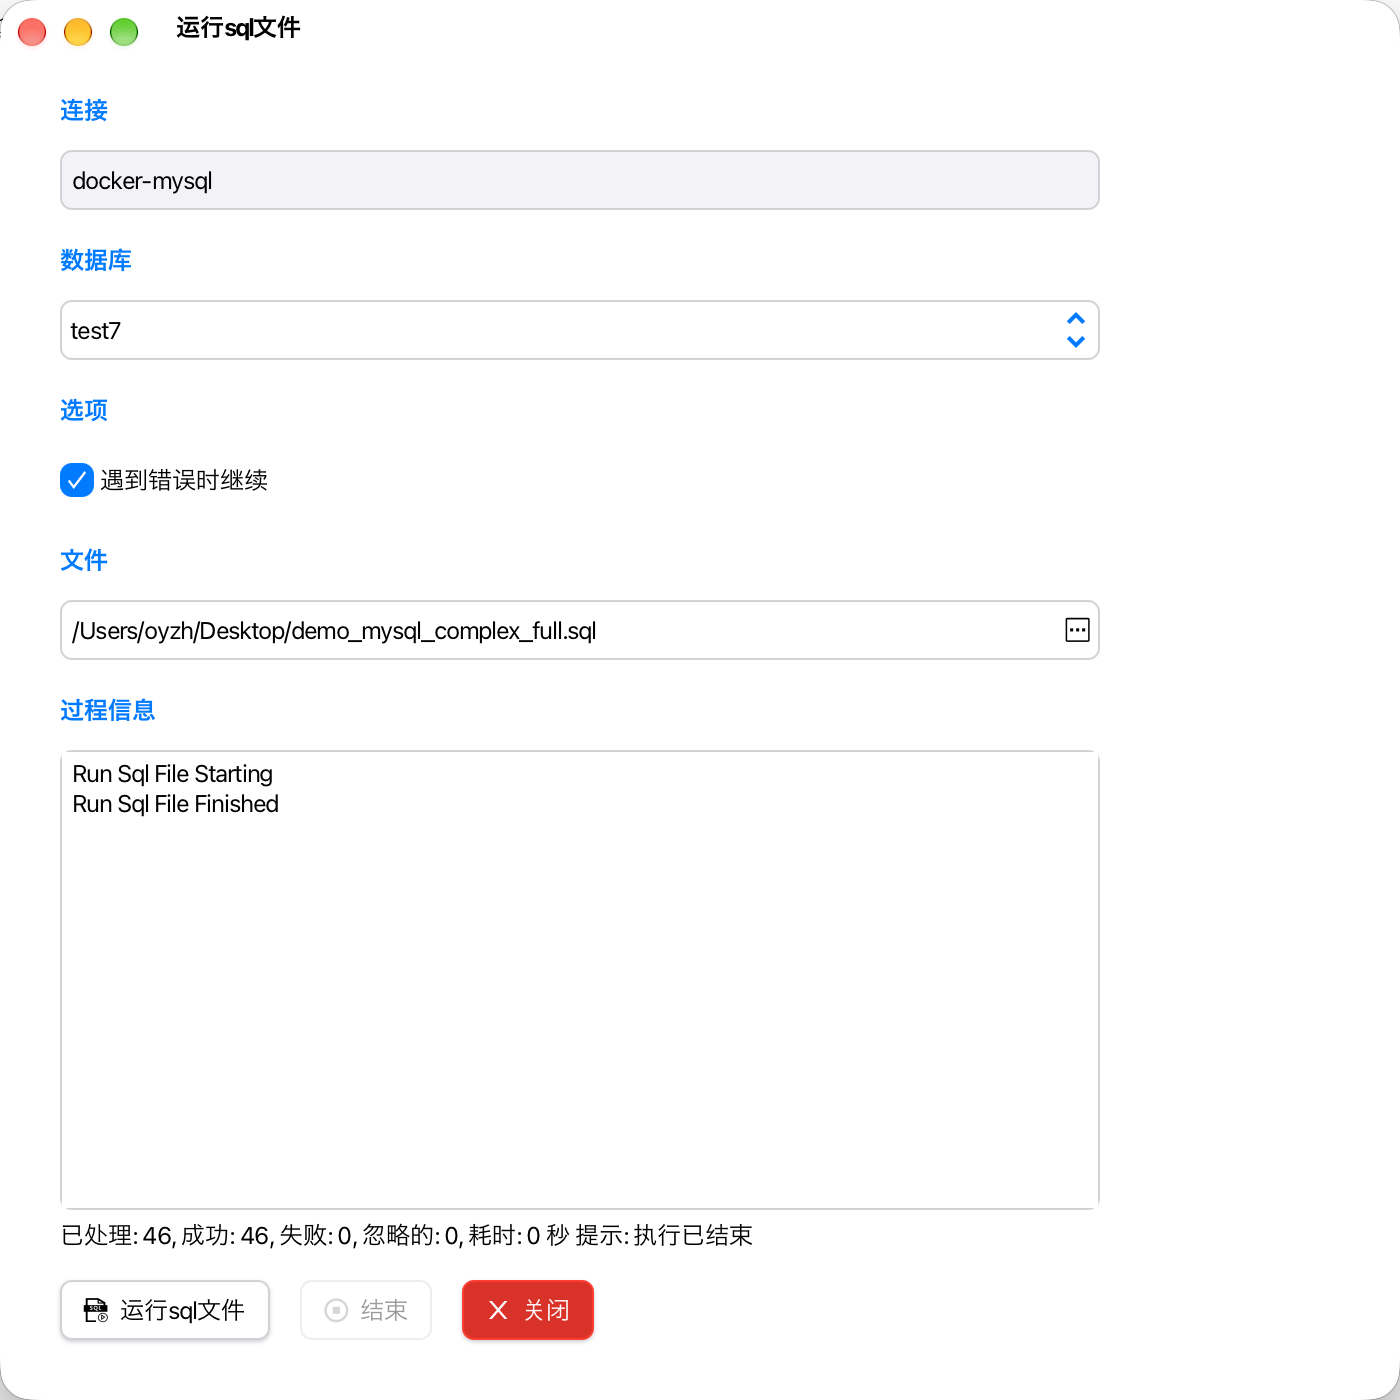 运行sql文件
连接
docker-mysql
数据库
test7
选项
遇到错误时继续
文件
/Users/oyzh/Desktop/demo_mysql_complex_full.sql
过程信息
Run Sql File Starting
Run Sql File Finished
已处理: 46, 成功: 46, 失败: 0, 忽略的: 0, 耗时: 0 秒 提示: 执行已结束
运行sql文件
结束
关闭